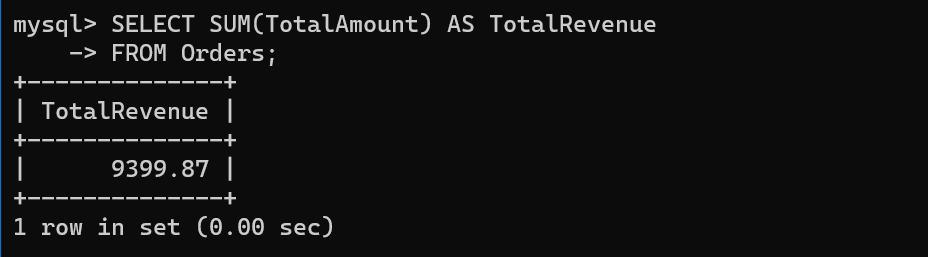 mysql> SELECT SUM(TotalAmount) AS TotalRevenue
    -> FROM Orders;
+--------------+
| TotalRevenue |
+--------------+
|      9399.87 |
+--------------+
1 row in set (0.00 sec)